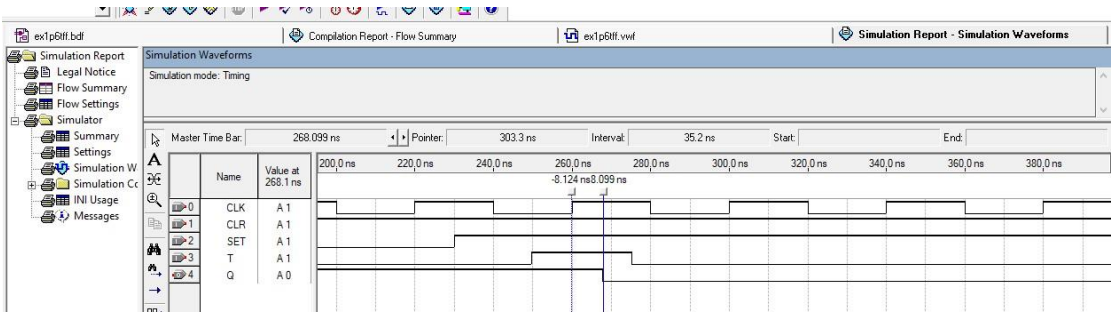 ex1p6tff.bdf
Compilation Report - Flow Summary
ex1p6tff.vwf
Simulation Report - Simulation Waveforms
Simulation Report
Legal Notice
Flow Summary
Flow Settings
Simulator
Summary
Settings
Simulation W
Simulation Co
INI Usage
Messages
Simulation Waveforms
Simulation mode: Timing
Master Time Bar: 268.099 ns Pointer: 303.3 ns Interval: 35.2 ns Start: End:
Name Value at
268.1 ns
200.0 ns 220.0 ns 240.0 ns 260.0 ns 280.0 ns 300.0 ns 320.0 ns 340.0 ns 360.0 ns 380.0 ns
-8.124 ns 8.099 ns
0 CLK A 1
1 CLR A 1
2 SET A 1
3 T A 1
4 Q A 0